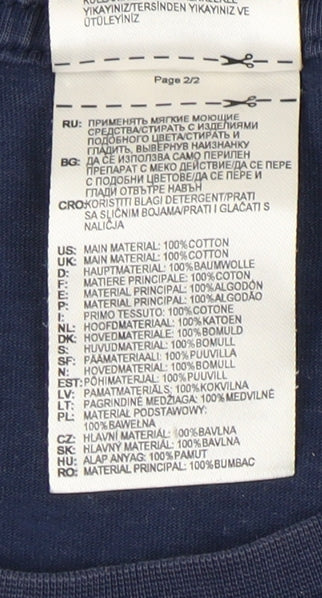 YIKAYINIZ/TERSİNDEN YIKAYINIZ VE
ÜTÜLEYİNİZ
Page 2/2
RU: ПРИМЕНЯТЬ МЯГКИЕ МОЮЩИЕ
СРЕДСТВА/СТИРАТЬ С ИЗДЕЛИЯМИ
ПОДОБНОГО ЦВЕТА/СТИРАТЬ И
ГЛАДИТЬ, ВЫВЕРНУВ НАИЗНАНКУ
BG: ДА СЕ ИЗПОЛЗВА САМО ПЕРИЛЕН
ПРЕПАРАТ С МЕКО ДЕЙСТВИЕ/ДА СЕ ПЕРЕ
С ПОДОБНИ ЦВЕТОВЕ/ДА СЕ ПЕРЕ И
ГЛАДИ ОТВЪТРЕ НАВЪН
CRO: KORISTITI BLAGI DETERGENT/PRATI
SA SLIČNIM BOJAMA/PRATI I GLAČATI S
NALIČJA
US: MAIN MATERIAL: 100%COTTON
UK: MAIN MATERIAL: 100%COTTON
D: HAUPTMATERIAL: 100%BAUMWOLLE
F: MATIERE PRINCIPALE: 100%COTON
E: MATERIAL PRINCIPAL: 100%ALGODÓN
P: MATERIAL PRINCIPAL: 100%ALGODÃO
I: PRIMO TESSUTO: 100%COTONE
NL: HOOFDMATERIAAL: 100%KATOEN
DK: HOVEDMATERIALE: 100%BOMULD
S: HUVUDMATERIAL: 100%BOMULL
SF: PÄÄMATERIAALI: 100%PUUVILLA
N: HOVEDMATERIAL: 100%BOMULL
EST: PÕHIMATERJAL: 100%PUUVILL
LV: PAMATMATERIĀLS: 100%KOKVILNA
LT: PAGRINDINĖ MEDŽIAGA: 100%MEDVILNĖ
PL: MATERIAŁ PODSTAWOWY:
100%BAWEŁNA
CZ: HLAVNÍ MATERIÁL: 100%BAVLNA
SK: HLAVNÝ MATERIÁL: 100%BAVLNA
HU: ALAP ANYAG: 100%PAMUT
RO: MATERIAL PRINCIPAL: 100%BUMBAC